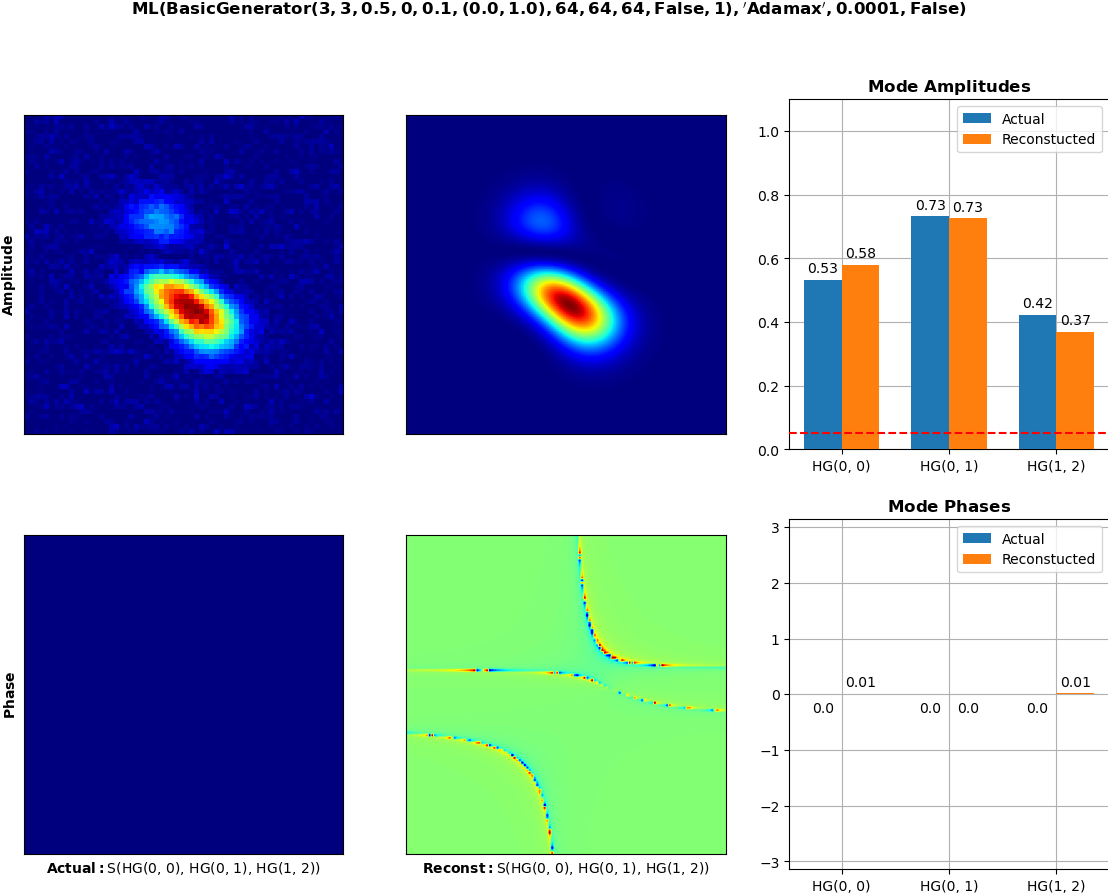 ML(BasicGenerator(3, 3, 0.5, 0, 0.1, (0.0, 1.0), 64, 64, 64, False, 1), ′Adamax′, 0.0001, False)
Amplitude
Mode Amplitudes
Actual
Reconstucted
1.0
0.8
0.6
0.4
0.2
0.0
0.53
0.58
0.73
0.73
0.42
0.37
HG(0, 0)
HG(0, 1)
HG(1, 2)
Phase
Actual: S(HG(0, 0), HG(0, 1), HG(1, 2))
Reconst: S(HG(0, 0), HG(0, 1), HG(1, 2))
Mode Phases
Actual
Reconstucted
3
2
1
0
−1
−2
−3
0.0
0.01
0.0
0.0
0.0
0.01
HG(0, 0)
HG(0, 1)
HG(1, 2)